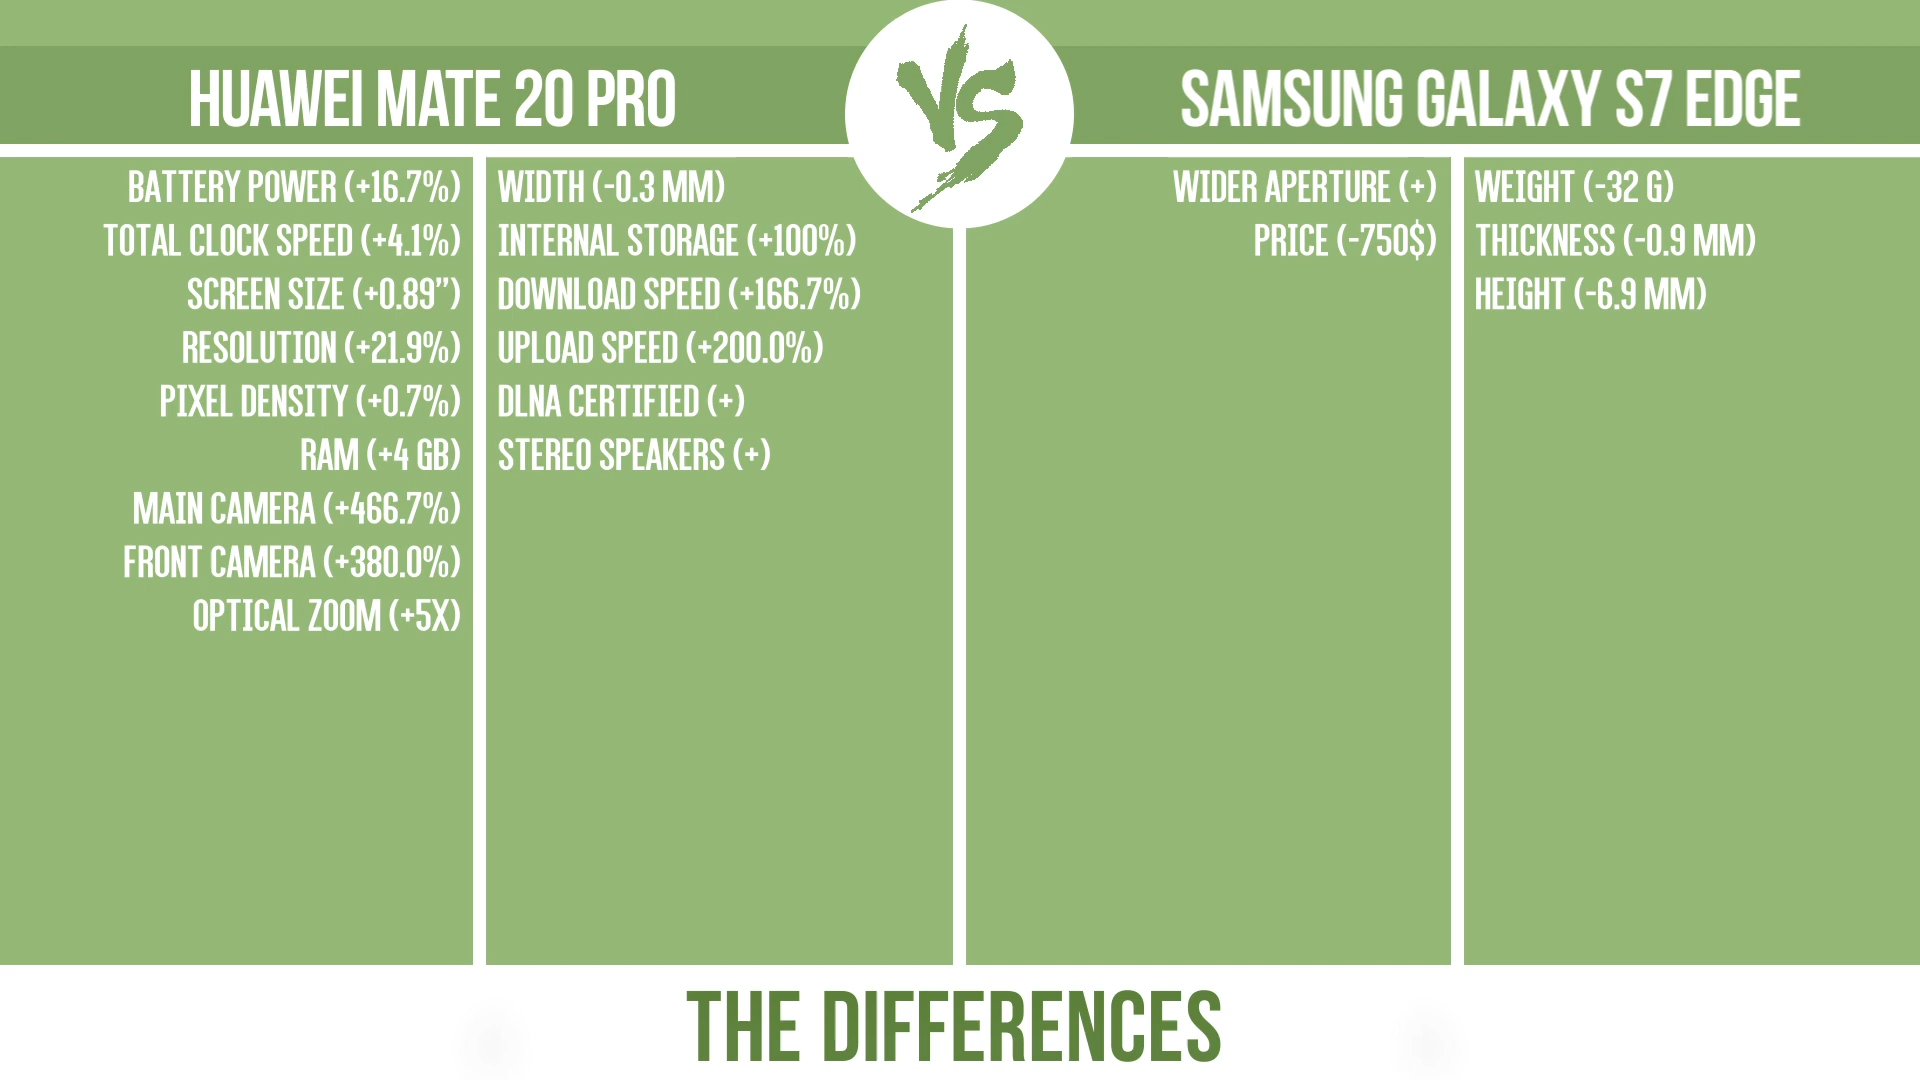 HUAWEI MATE 20 PRO
VS
SAMSUNG GALAXY S7 EDGE
BATTERY POWER (+16.7%)
TOTAL CLOCK SPEED (+4.1%)
SCREEN SIZE (+0.89”)
RESOLUTION (+21.9%)
PIXEL DENSITY (+0.7%)
RAM (+4 GB)
MAIN CAMERA (+466.7%)
FRONT CAMERA (+380.0%)
OPTICAL ZOOM (+5X)
WIDTH (-0.3 MM)
INTERNAL STORAGE (+100%)
DOWNLOAD SPEED (+166.7%)
UPLOAD SPEED (+200.0%)
DLNA CERTIFIED (+)
STEREO SPEAKERS (+)
WIDER APERTURE (+)
PRICE (-750$)
WEIGHT (-32 G)
THICKNESS (-0.9 MM)
HEIGHT (-6.9 MM)
THE DIFFERENCES